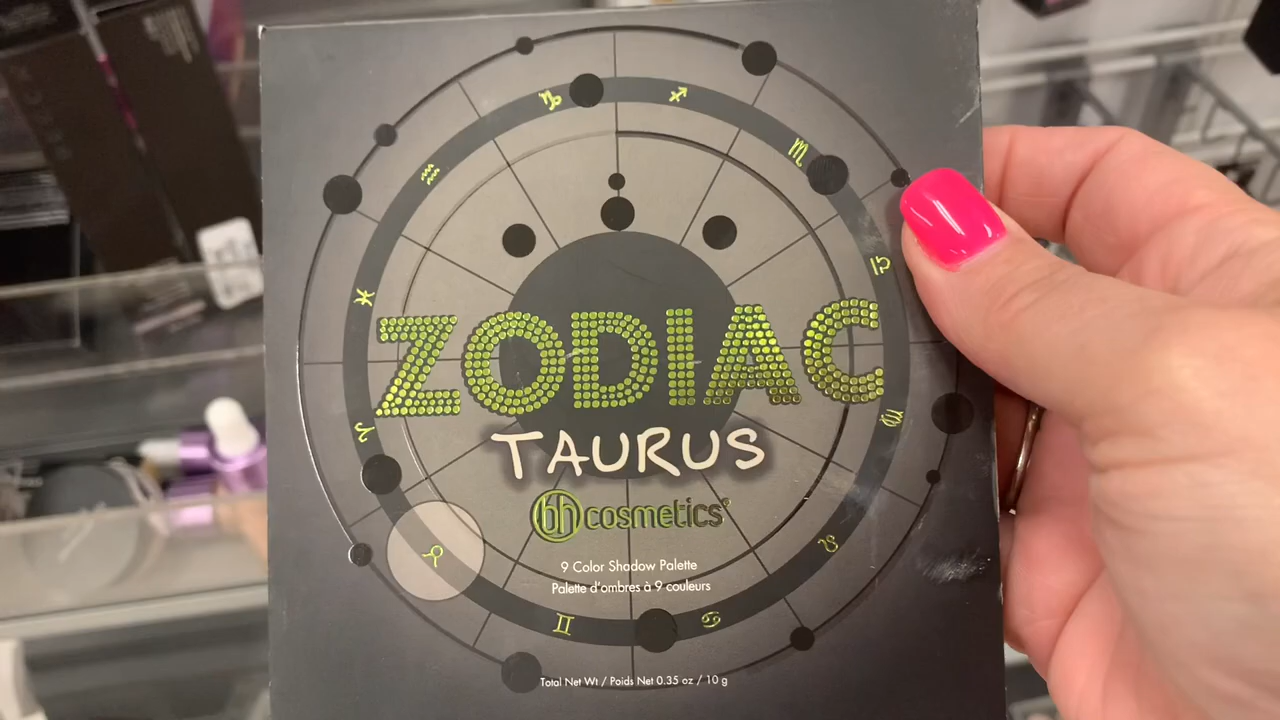 ZODIAC
TAURUS
bh cosmetics®
9 Color Shadow Palette
Palette d'ombres à 9 couleurs
Total Net Wt / Poids Net 0.35 oz / 10 g